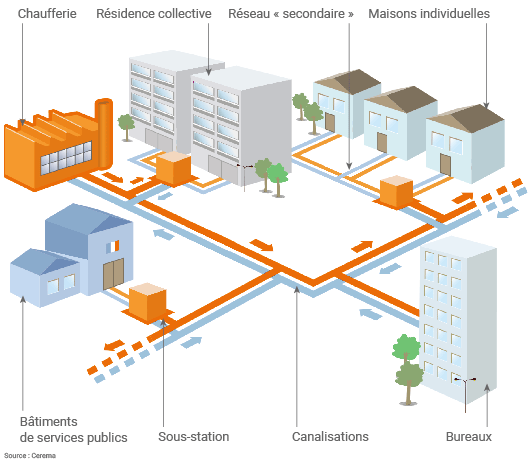 Chaufferie
Résidence collective
Réseau « secondaire »
Maisons individuelles
Bâtiments
de services publics
Sous-station
Canalisations
Bureaux
Source : Cerema